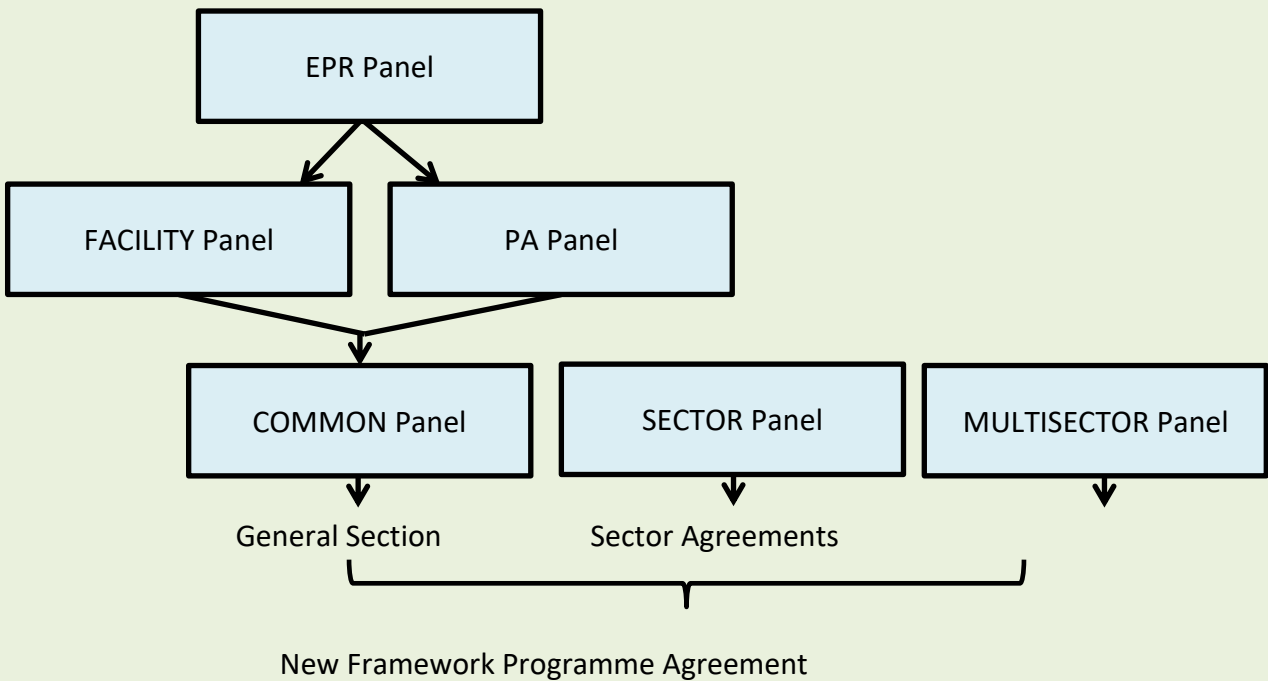 EPR Panel
FACILITY Panel
PA Panel
COMMON Panel
SECTOR Panel
MULTISECTOR Panel
General Section
Sector Agreements
New Framework Programme Agreement